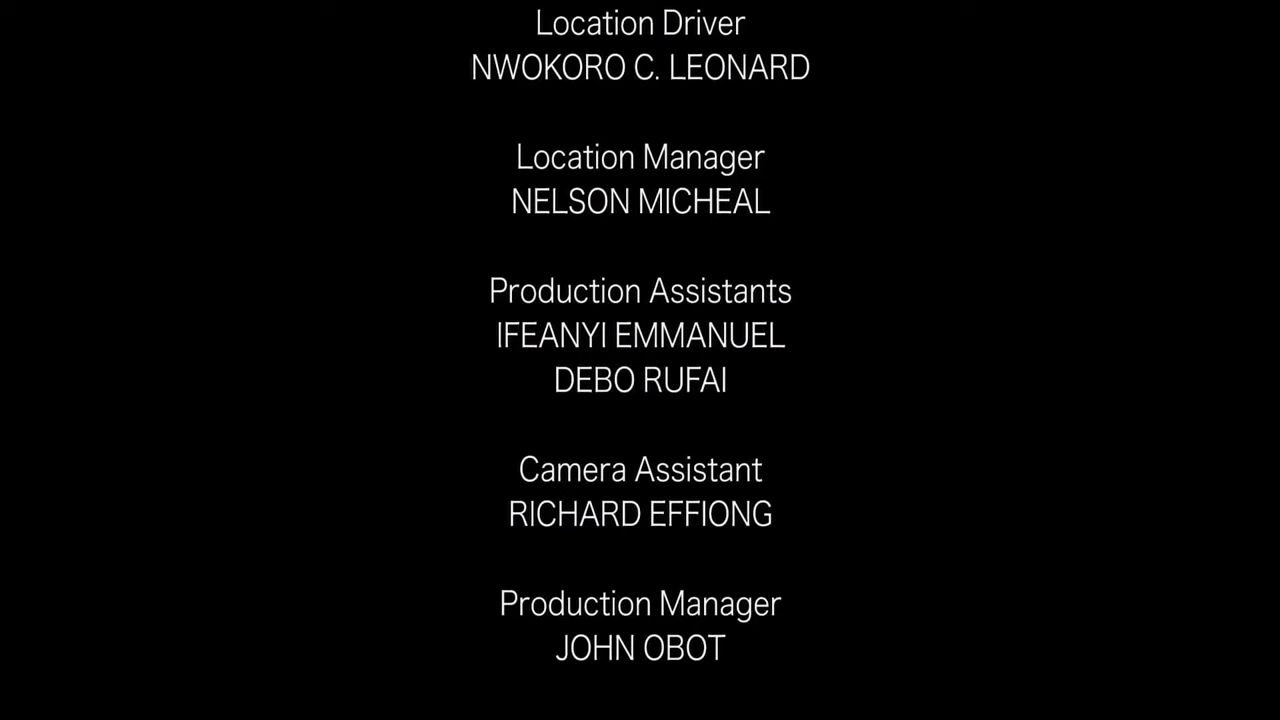 Location Driver
NWOKORO C. LEONARD
Location Manager
NELSON MICHEAL
Production Assistants
IFEANYI EMMANUEL
DEBO RUFAI
Camera Assistant
RICHARD EFFIONG
Production Manager
JOHN OBOT